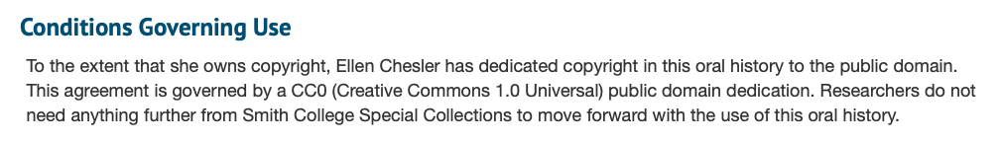 Conditions Governing Use
To the extent that she owns copyright, Ellen Chesler has dedicated copyright in this oral history to the public domain.
This agreement is governed by a CC0 (Creative Commons 1.0 Universal) public domain dedication. Researchers do not
need anything further from Smith College Special Collections to move forward with the use of this oral history.